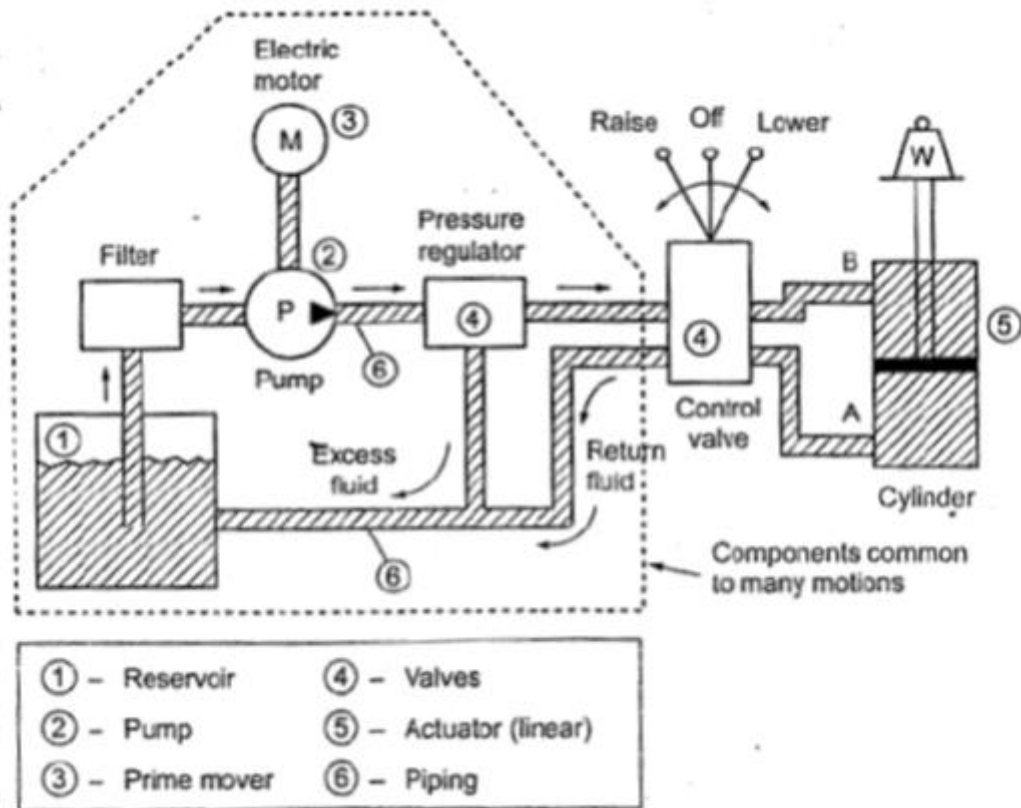 Electric
motor
M
③
Raise
Off
Lower
W
Filter
②
Pressure
regulator
B
P
④
④
⑤
⑥
Pump
①
A
Control
valve
Excess
fluid
Return
fluid
Cylinder
⑥
Components common
to many motions
① – Reservoir
④ – Valves
② – Pump
⑤ – Actuator (linear)
③ – Prime mover
⑥ – Piping